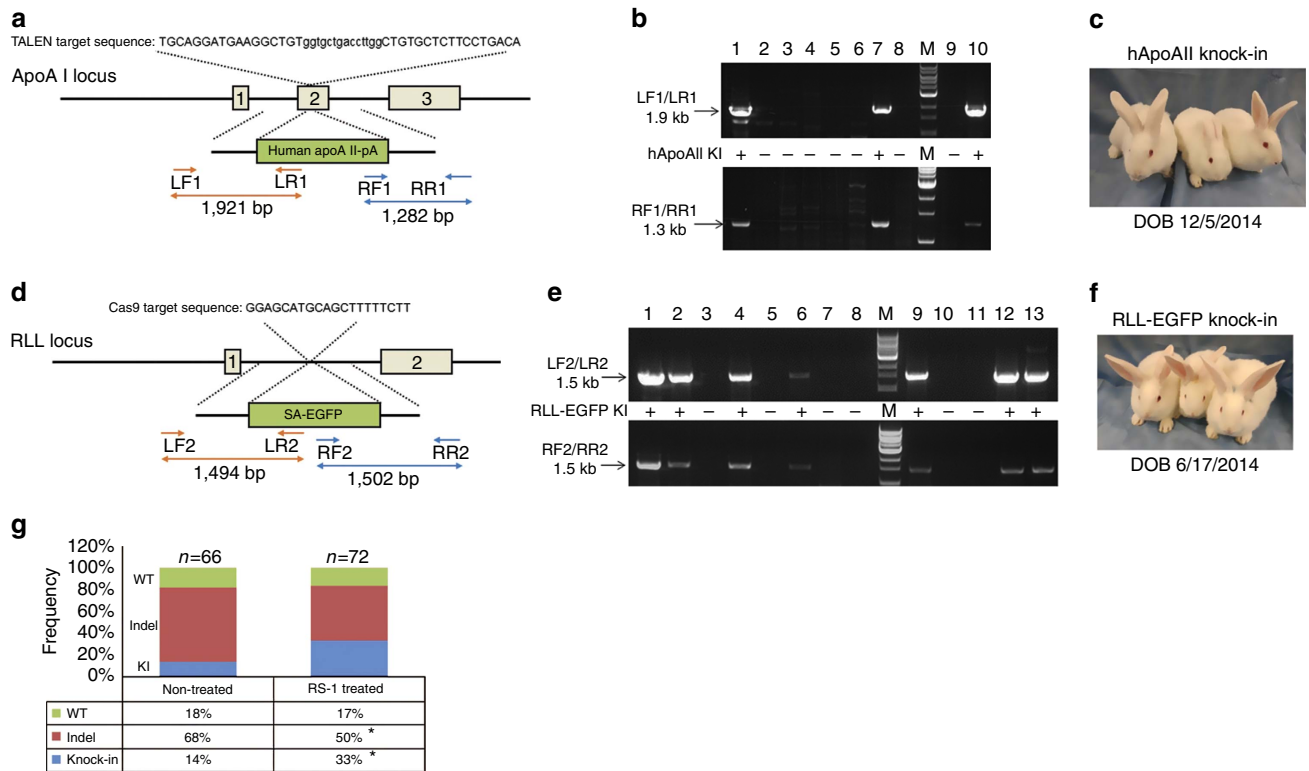 a
TALEN target sequence: TGCAGGATGAAGGCTGTggtgctgaccttggCTGTGCTCTTCCTGACA
ApoA I locus
1 2 3
Human apoA II-pA
LF1 LR1 RF1 RR1
1,921 bp 1,282 bp
b
1 2 3 4 5 6 7 8 M 9 10
LF1/LR1
1.9 kb
hApoAII KI + – – – – – + – M – +
RF1/RR1
1.3 kb
c
hApoAII knock-in
DOB 12/5/2014
d
Cas9 target sequence: GGAGCATGCAGCTTTTTCTT
RLL locus
1 2
SA-EGFP
LF2 LR2 RF2 RR2
1,494 bp 1,502 bp
e
1 2 3 4 5 6 7 8 M 9 10 11 12 13
LF2/LR2
1.5 kb
RLL-EGFP KI + + – + – + – – M + – – + +
RF2/RR2
1.5 kb
f
RLL-EGFP knock-in
DOB 6/17/2014
g
Frequency
120%
100%
80%
60%
40%
20%
0%
n=66 n=72
WT
Indel
KI
Non-treated RS-1 treated
WT 18% 17%
Indel 68% 50% *
Knock-in 14% 33% *